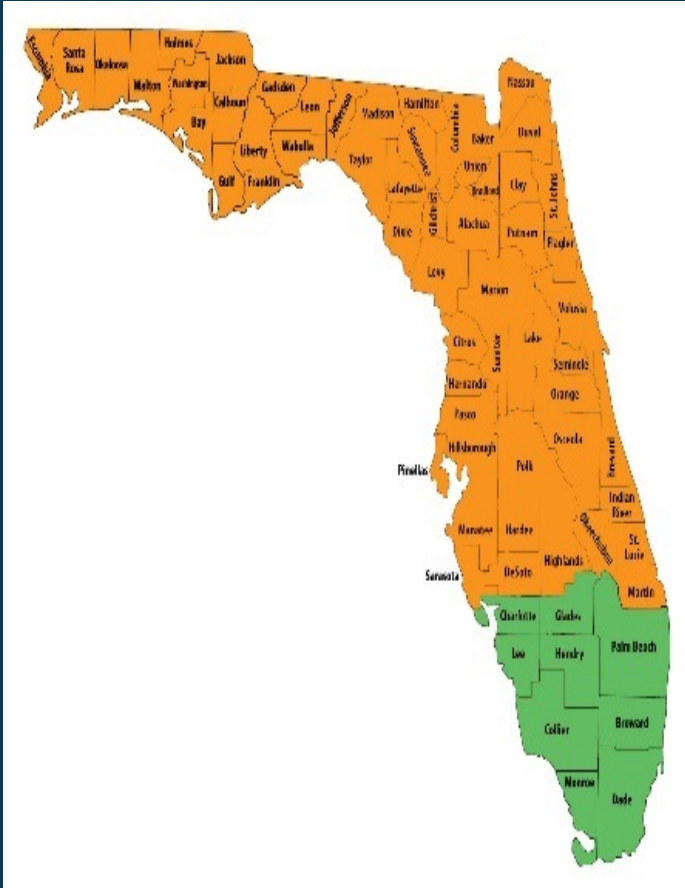 Escambia
Santa
Rosa
Okaloosa
Walton
Holmes
Washington
Bay
Jackson
Calhoun
Gulf
Liberty
Franklin
Gadsden
Leon
Wakulla
Jefferson
Madison
Taylor
Hamilton
Suwannee
Lafayette
Dixie
Columbia
Gilchrist
Levy
Baker
Union
Bradford
Alachua
Nassau
Duval
Clay
St. Johns
Putnam
Flagler
Marion
Volusia
Citrus
Sumter
Lake
Seminole
Hernando
Orange
Pasco
Osceola
Brevard
Hillsborough
Pinellas
Polk
Indian
River
Manatee
Hardee
Okeechobee
St.
Lucie
Sarasota
DeSoto
Highlands
Martin
Charlotte
Glades
Palm Beach
Lee
Hendry
Collier
Broward
Monroe
Dade